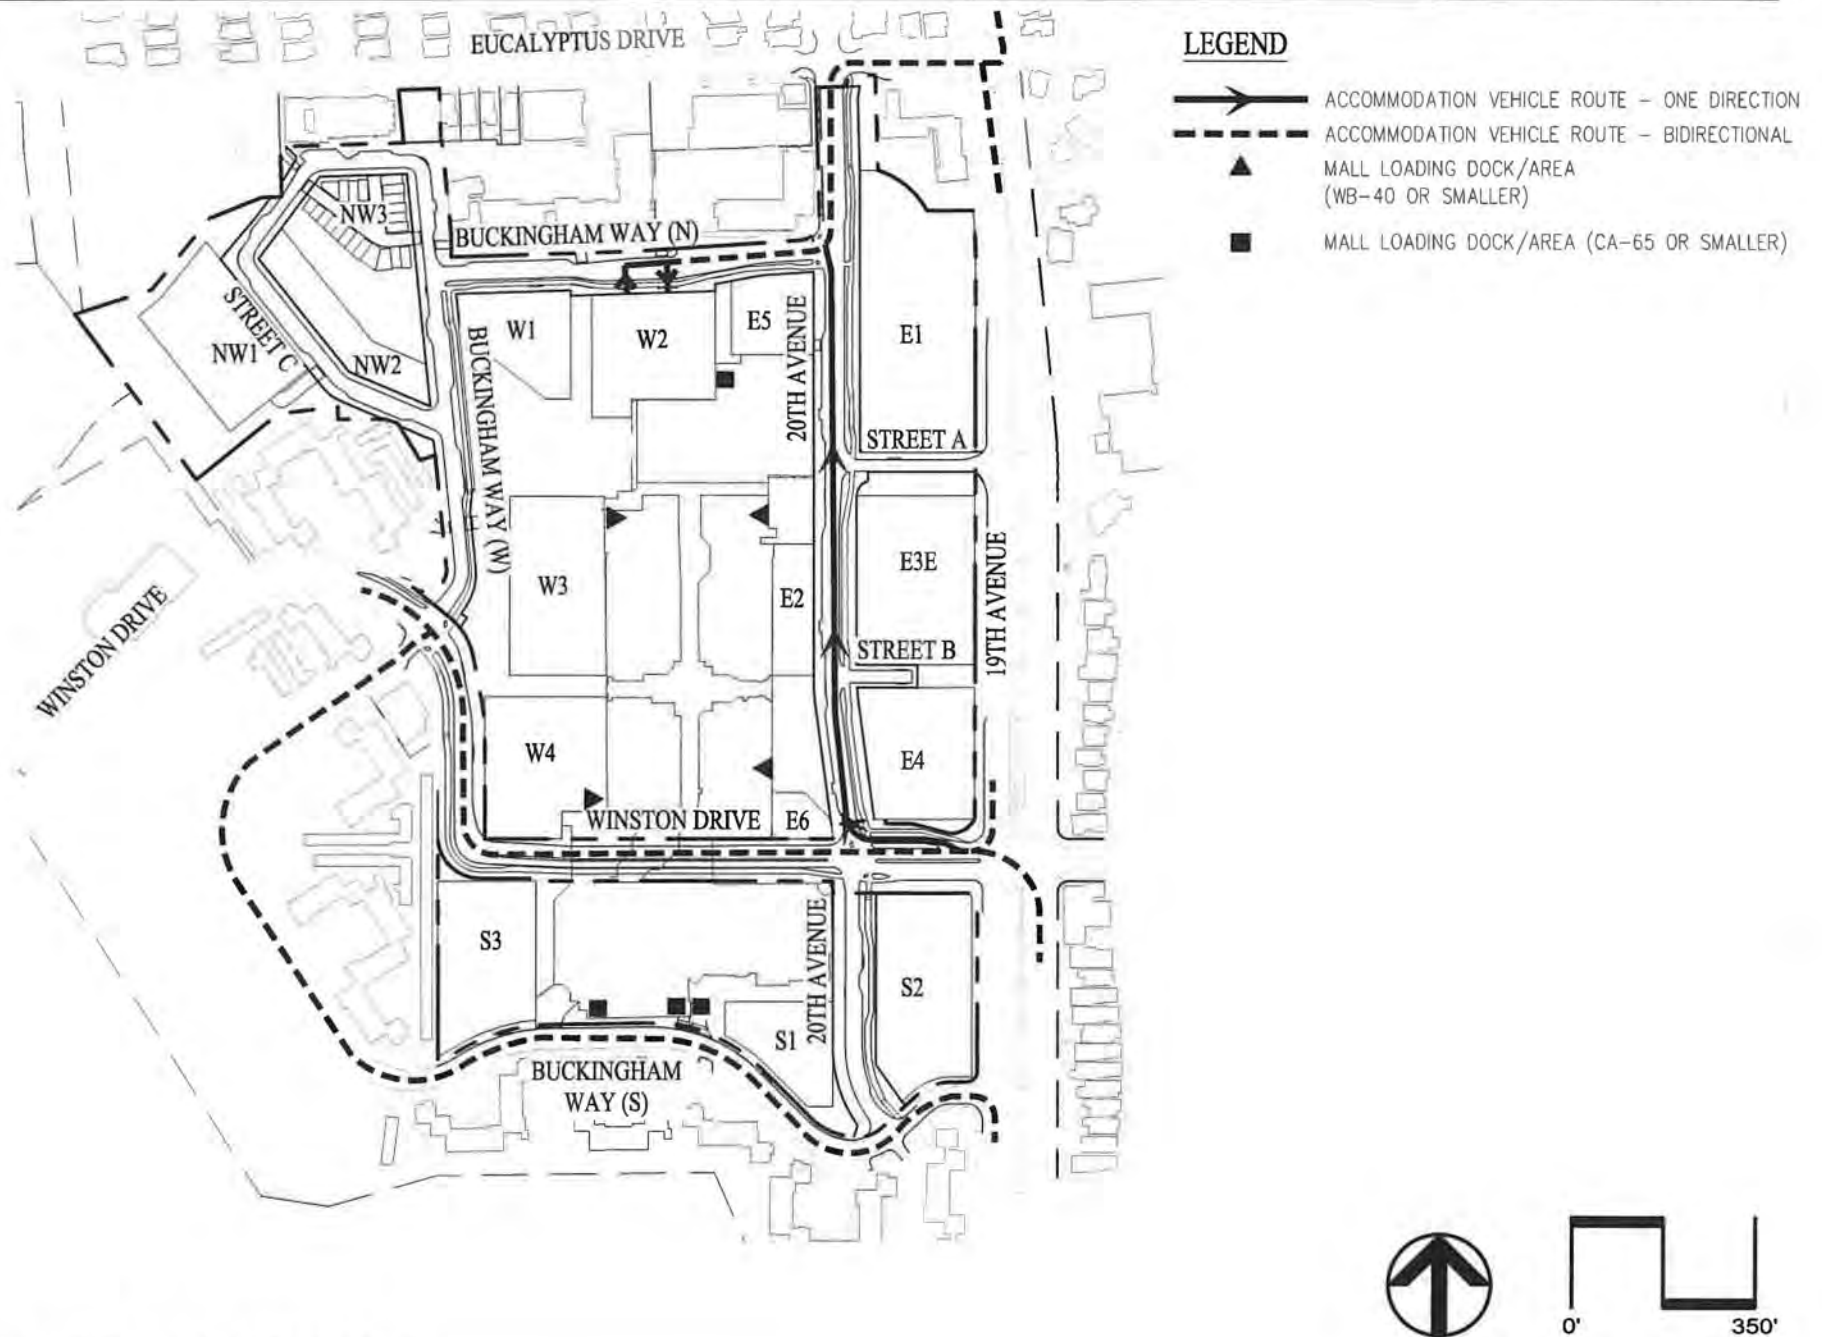 EUCALYPTUS DRIVE
LEGEND
ACCOMMODATION VEHICLE ROUTE - ONE DIRECTION
ACCOMMODATION VEHICLE ROUTE - BIDIRECTIONAL
MALL LOADING DOCK/AREA
(WB-40 OR SMALLER)
MALL LOADING DOCK/AREA (CA-65 OR SMALLER)
NW3
BUCKINGHAM WAY (N)
STREET C
NW1
NW2
BUCKINGHAM WAY (W)
W1
W2
E5
20TH AVENUE
E1
STREET A
W3
E2
E3E
19TH AVENUE
STREET B
WINSTON DRIVE
W4
E4
WINSTON DRIVE
E6
S3
20TH AVENUE
S2
S1
BUCKINGHAM
WAY (S)
0'
350'